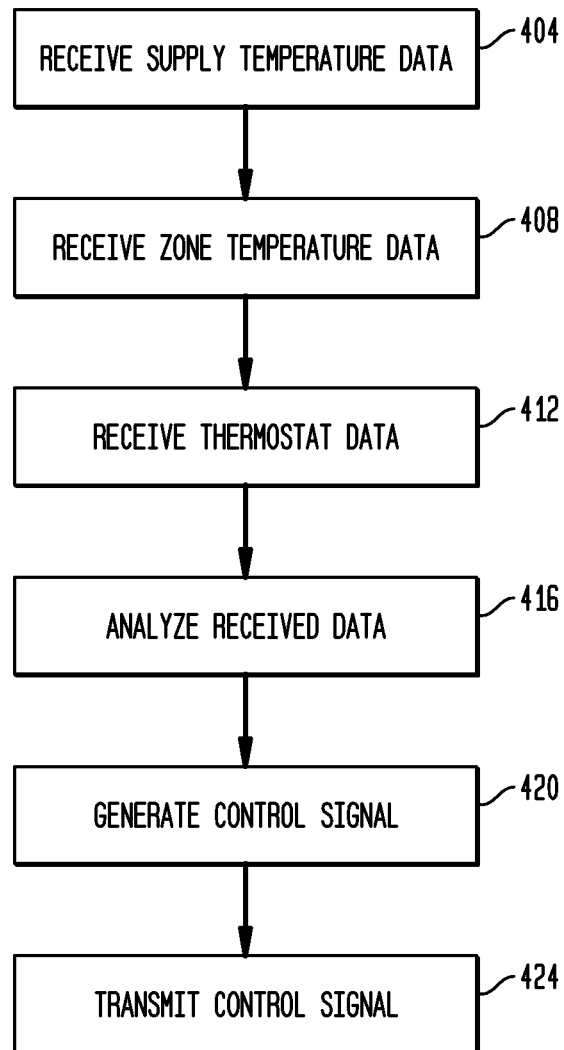 RECEIVE SUPPLY TEMPERATURE DATA
404
RECEIVE ZONE TEMPERATURE DATA
408
RECEIVE THERMOSTAT DATA
412
ANALYZE RECEIVED DATA
416
GENERATE CONTROL SIGNAL
420
TRANSMIT CONTROL SIGNAL
424